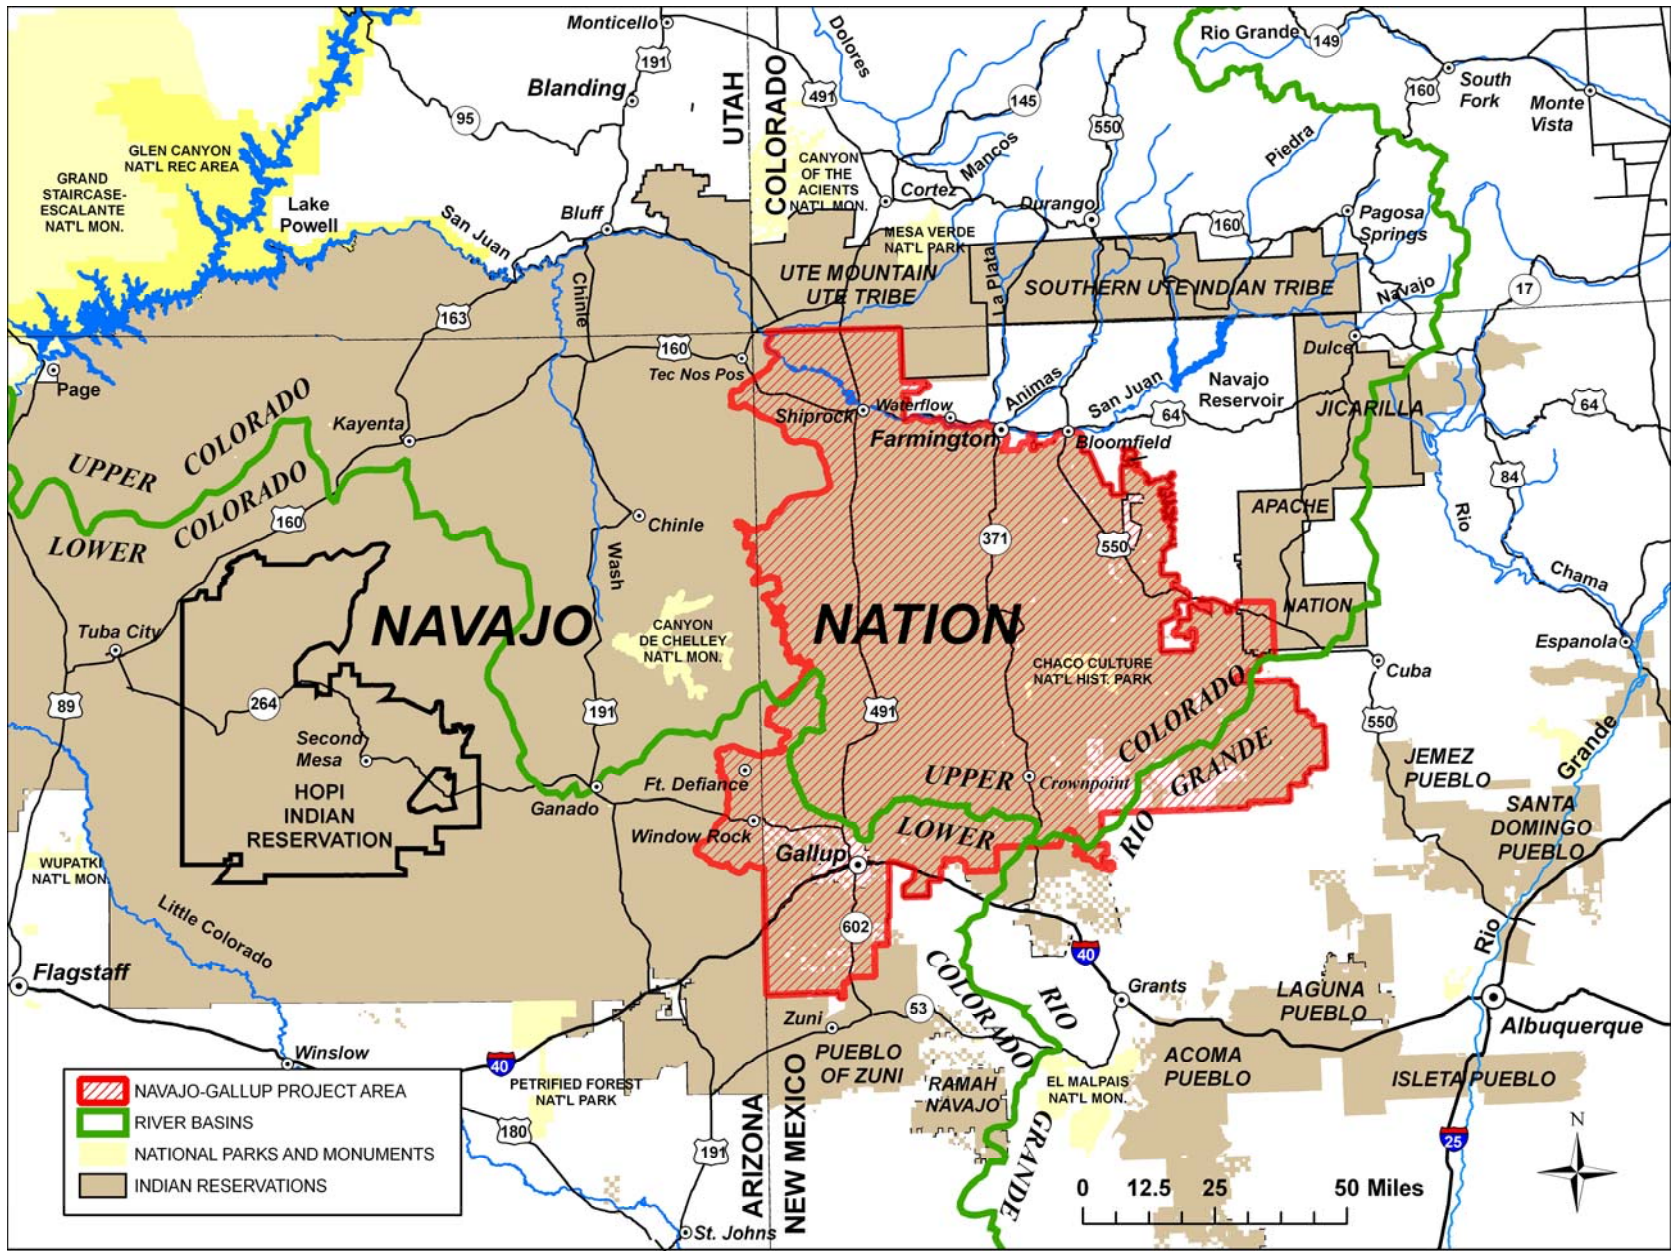 Monticello
191
Dolores
Rio Grande
149
South
Fork
160
Monte
Vista
Blanding
95
UTAH
COLORADO
491
145
550
Mancos
Piedra
GLEN CANYON
NAT'L REC AREA
GRAND
STAIRCASE-
ESCALANTE
NAT'L MON.
Lake
Powell
San Juan
Bluff
CANYON
OF THE
ACIENTS
NAT'L MON.
Cortez
Durango
160
Pagosa
Springs
MESA VERDE
NAT'L PARK
UTE MOUNTAIN
UTE TRIBE
La Plata
SOUTHERN UTE INDIAN TRIBE
Navajo
17
Chinle
163
160
Tec Nos Pos
Dulce
Page
Kayenta
Shiprock
Waterflow
Farmington
Animas
San Juan
64
Navajo
Reservoir
Bloomfield
JICARILLA
64
UPPER
COLORADO
LOWER
COLORADO
160
Chinle
Wash
371
550
APACHE
NATION
84
Rio
Chama
NAVAJO
NATION
CANYON
DE CHELLEY
NAT'L MON.
CHACO CULTURE
NAT'L HIST. PARK
Tuba City
Espanola
Cuba
89
264
191
491
550
Second
Mesa
HOPI
INDIAN
RESERVATION
Ganado
Ft. Defiance
Window Rock
Gallup
UPPER
COLORADO
Crownpoint
LOWER
RIO
GRANDE
JEMEZ
PUEBLO
Grande
SANTA
DOMINGO
PUEBLO
WUPATKI
NAT'L MON.
Little Colorado
602
Flagstaff
40
COLORADO
RIO
GRANDE
Grants
LAGUNA
PUEBLO
Rio
Albuquerque
Zuni
53
Winslow
40
PETRIFIED FOREST
NAT'L PARK
PUEBLO
OF ZUNI
RAMAH
NAVAJO
EL MALPAIS
NAT'L MON.
ACOMA
PUEBLO
ISLETA PUEBLO
180
191
ARIZONA
NEW MEXICO
25
N
St. Johns
NAVAJO-GALLUP PROJECT AREA
RIVER BASINS
NATIONAL PARKS AND MONUMENTS
INDIAN RESERVATIONS
0 12.5 25 50 Miles